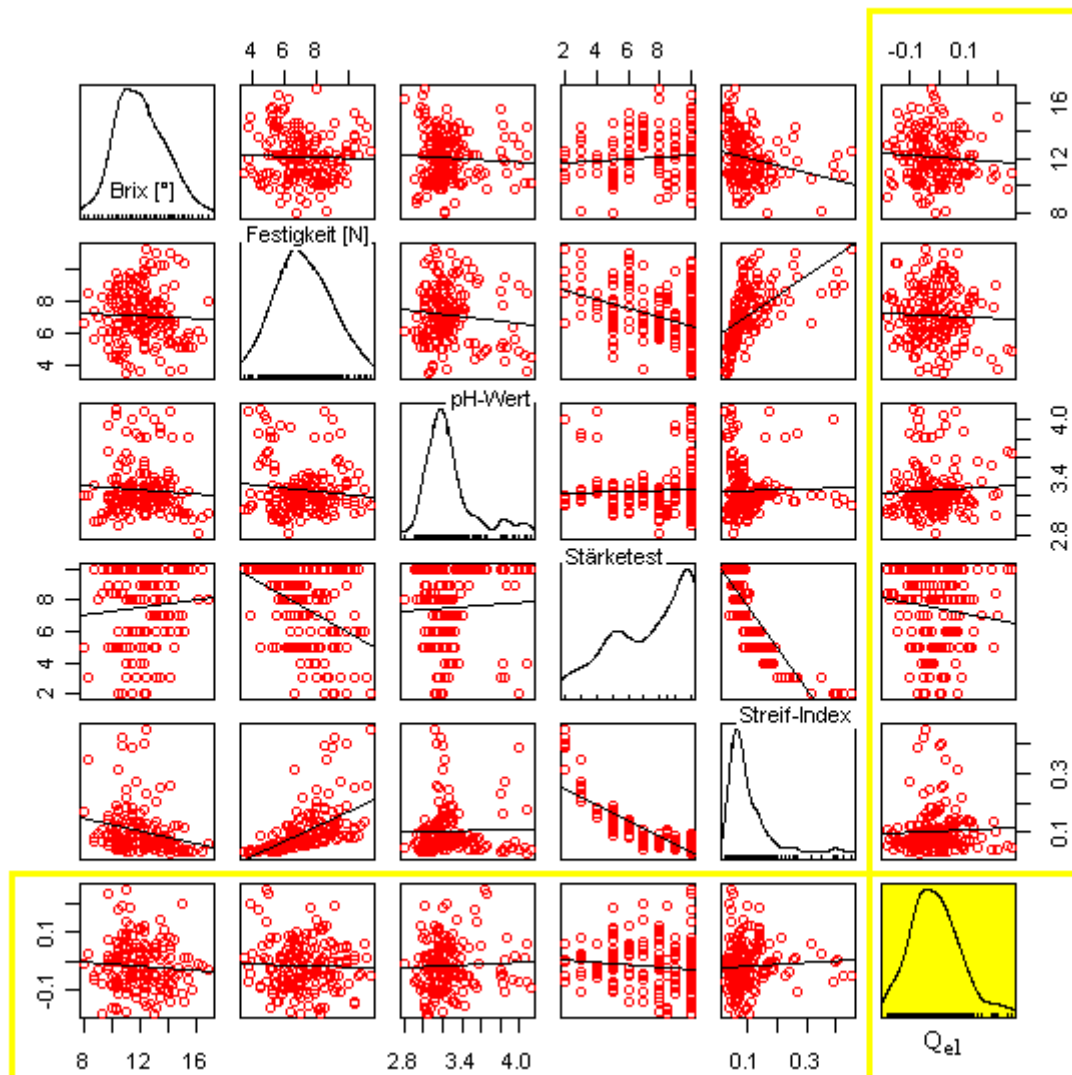 4 6 8
2 4 6 8
-0.1 0.1
Brix [°]
8 12 16
Festigkeit [N]
4 6 8
pH-Wert
2.8 3.4 4.0
Stärketest
2 4 6 8
Streif-Index
0.1 0.3
-0.1 0.1
Qel
8 12 16
2.8 3.4 4.0
0.1 0.3